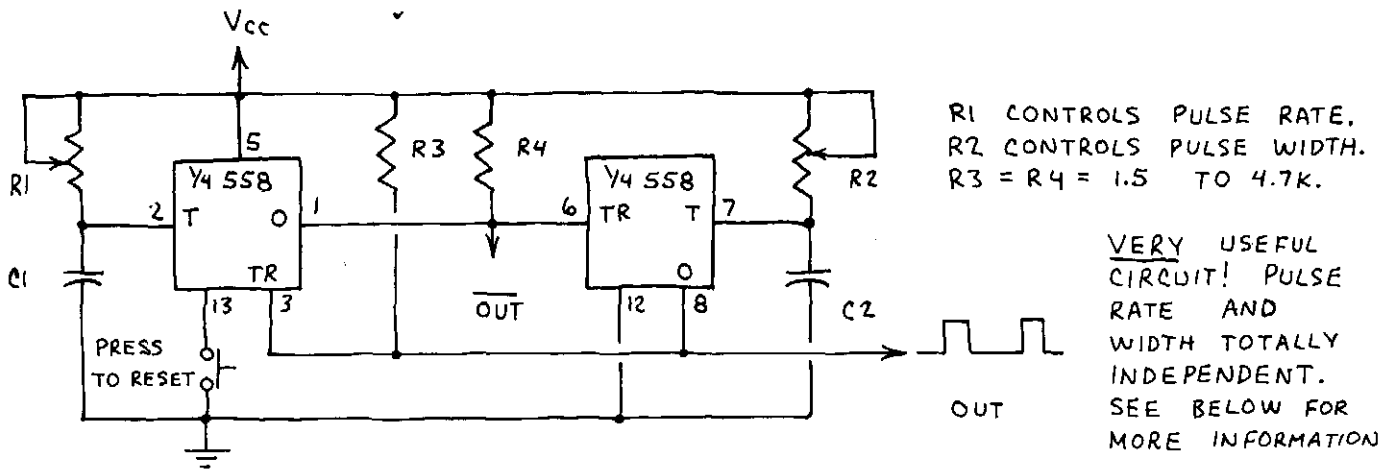 Vcc
R1
5
1/4 558
2
T
O
1
TR
13
3
C1
PRESS
TO RESET
R3
R4
OUT
1/4 558
6
TR
T
7
O
12
8
R2
C2
OUT
R1 CONTROLS PULSE RATE.
R2 CONTROLS PULSE WIDTH.
R3 = R4 = 1.5 TO 4.7K.
VERY USEFUL
CIRCUIT! PULSE
RATE AND
WIDTH TOTALLY
INDEPENDENT.
SEE BELOW FOR
MORE INFORMATION